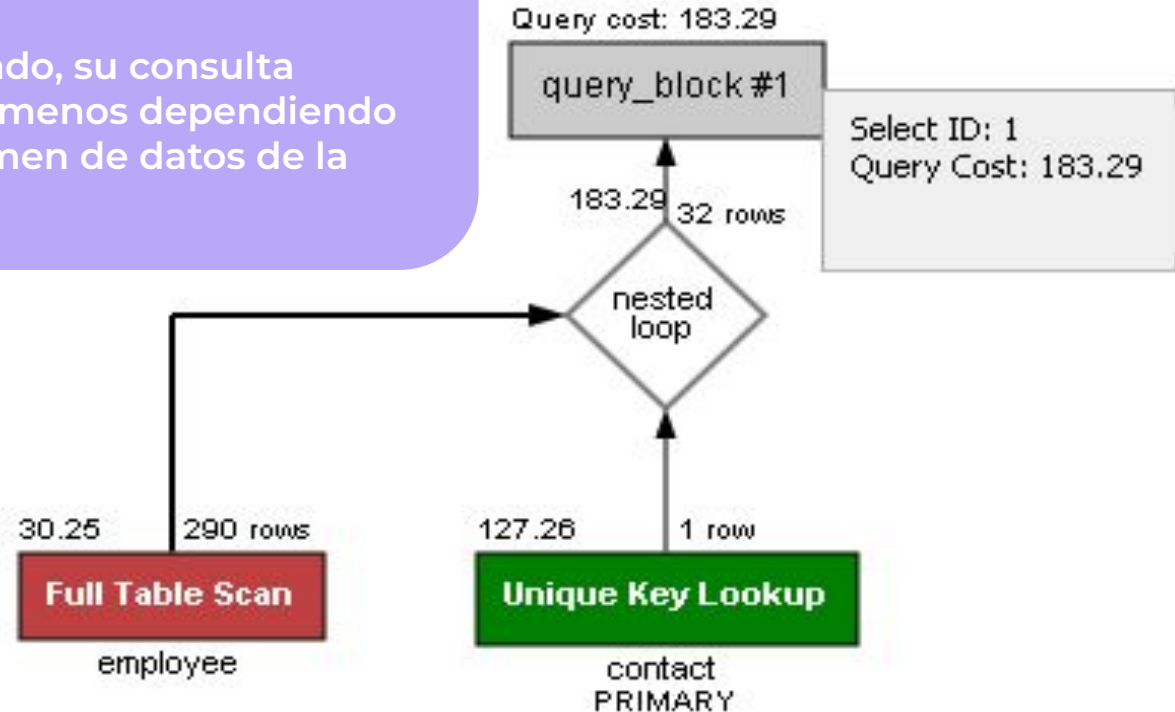 ado, su consulta
menos dependiendo
men de datos de la
Query cost: 183.29
query_block #1
Select ID: 1
Query Cost: 183.29
183.29
32 rows
nested
loop
30.25
290 rows
127.26
1 row
Full Table Scan
Unique Key Lookup
employee
contact
PRIMARY